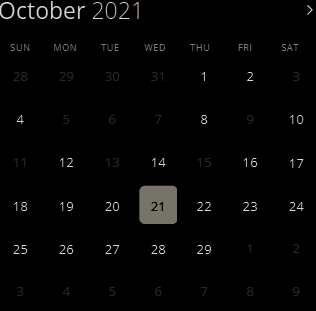 October 2021
SUN MON TUE WED THU FRI SAT
28 29 30 31 1 2 3
4 5 6 7 8 9 10
11 12 13 14 15 16 17
18 19 20 21 22 23 24
25 26 27 28 29 1 2
3 4 5 6 7 8 9